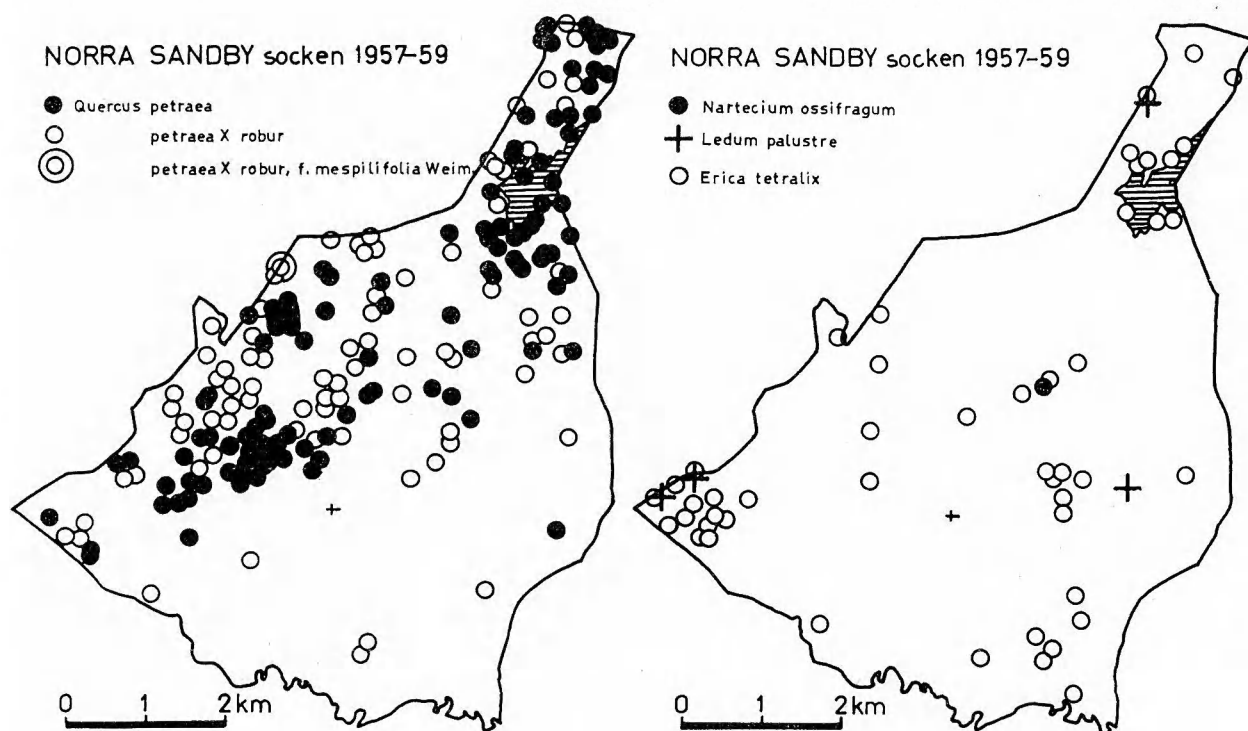 NORRA SANDBY socken 1957-59
Quercus petraea
petraea X robur
petraea X robur, f. mespilifolia Weim.
0 1 2 km
NORRA SANDBY socken 1957-59
Nartecium ossifragum
Ledum palustre
Erica tetralix
0 1 2 km